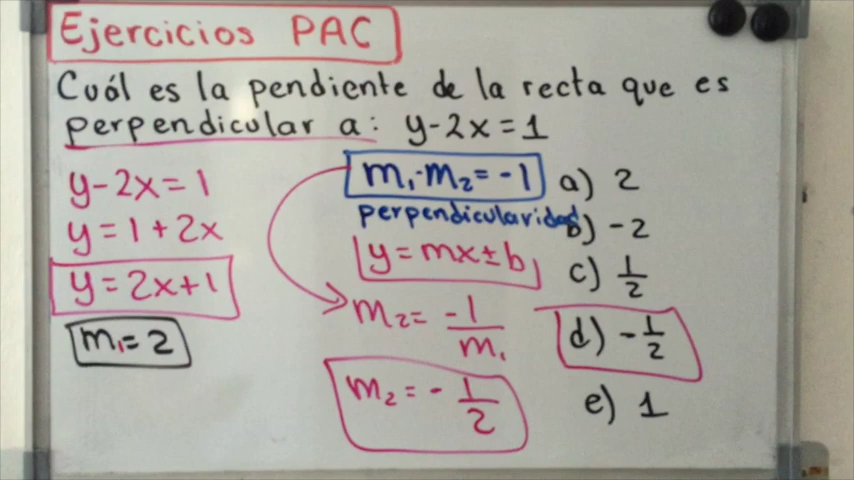 Ejercicios PAC
Cuál es la pendiente de la recta que es
perpendicular a: y-2x=1
y-2x=1
y=1+2x
y=2x+1
m₁=2
m₁·m₂=-1
perpendicularidad
y=mx±b
m₂= -1/m₁
m₂= - 1/2
a) 2
b) -2
c) 1/2
d) - 1/2
e) 1